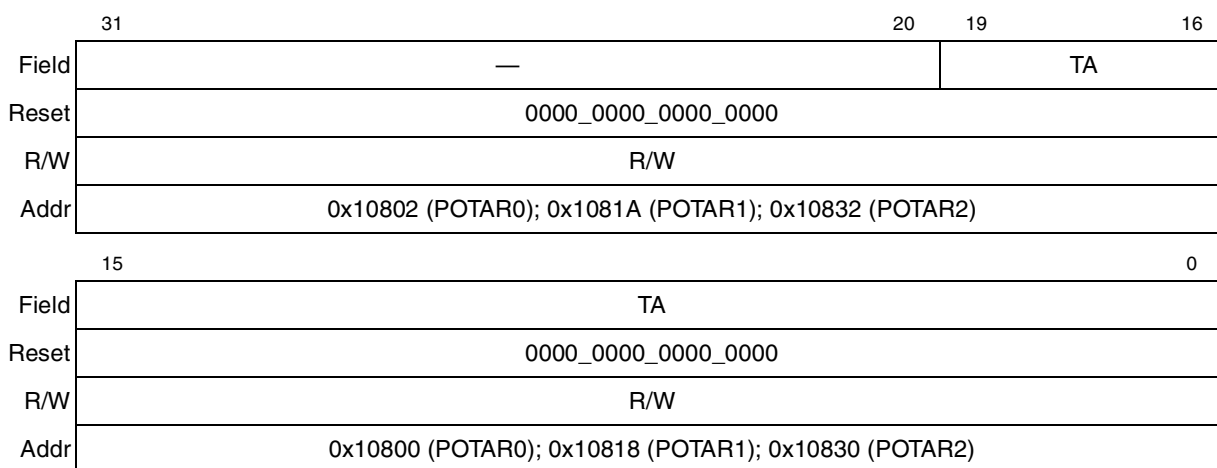 31 20 19 16
Field — TA
Reset 0000_0000_0000_0000
R/W R/W
Addr 0x10802 (POTAR0); 0x1081A (POTAR1); 0x10832 (POTAR2)
15 0
Field TA
Reset 0000_0000_0000_0000
R/W R/W
Addr 0x10800 (POTAR0); 0x10818 (POTAR1); 0x10830 (POTAR2)